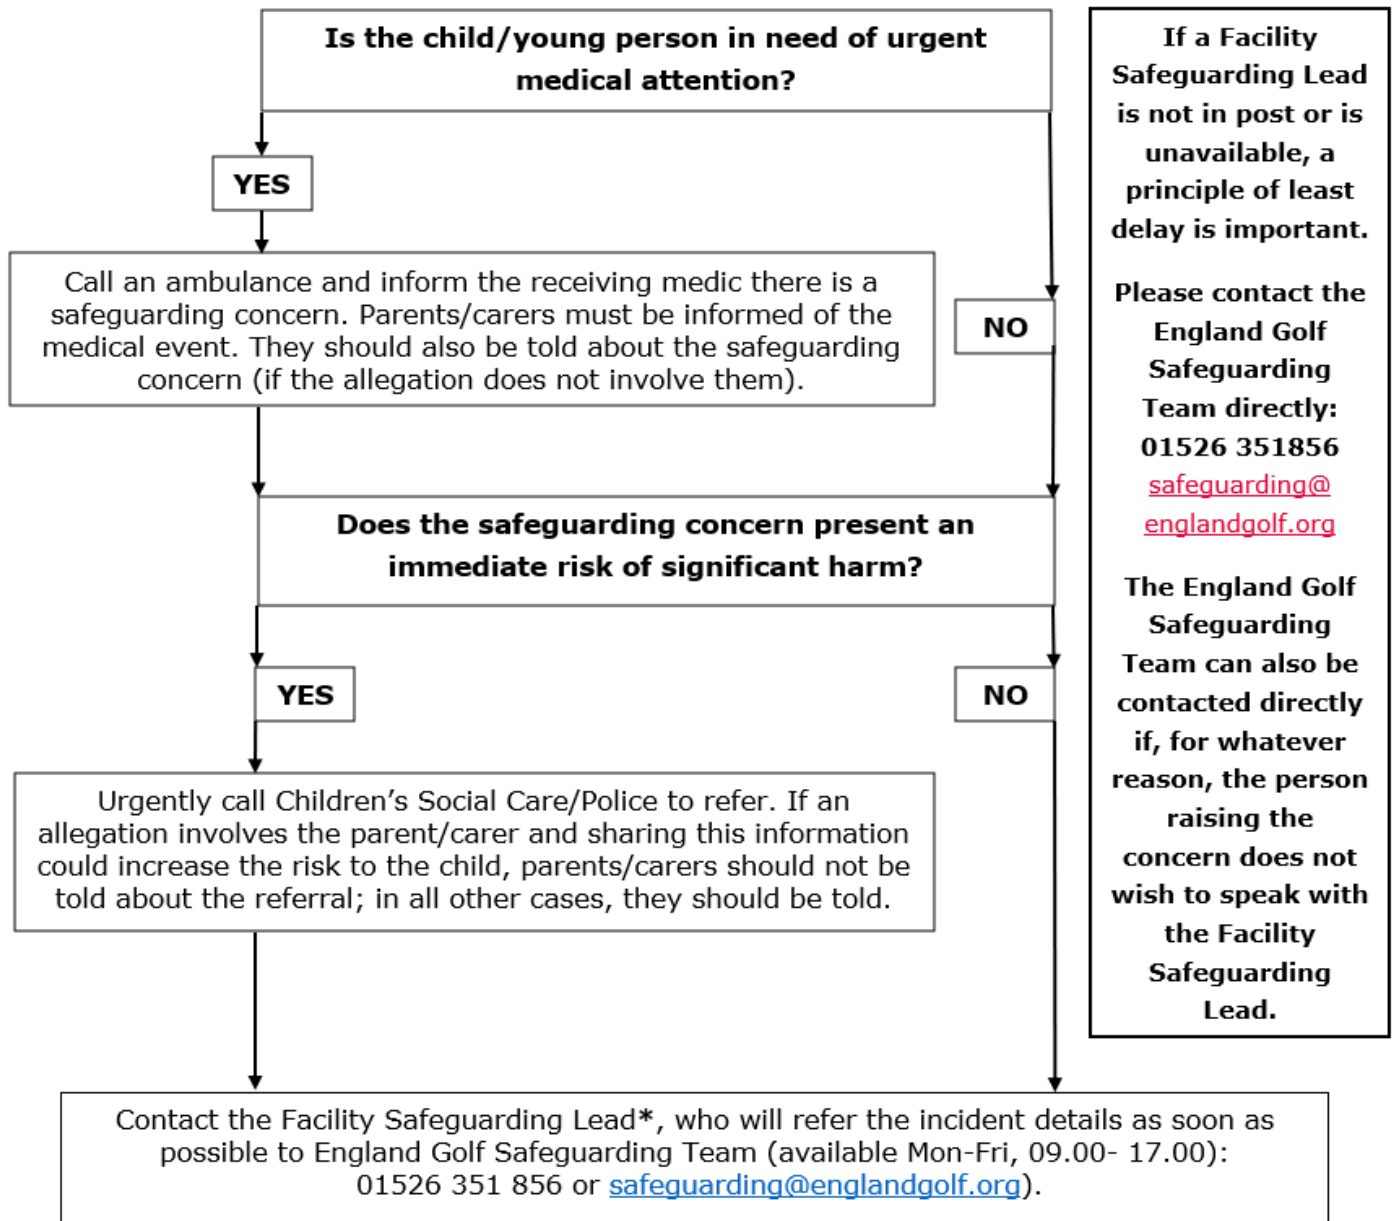 Is the child/young person in need of urgent
medical attention?
YES
Call an ambulance and inform the receiving medic there is a
safeguarding concern. Parents/carers must be informed of the
medical event. They should also be told about the safeguarding
concern (if the allegation does not involve them).
NO
Does the safeguarding concern present an
immediate risk of significant harm?
YES
NO
Urgently call Children’s Social Care/Police to refer. If an
allegation involves the parent/carer and sharing this information
could increase the risk to the child, parents/carers should not be
told about the referral; in all other cases, they should be told.
Contact the Facility Safeguarding Lead*, who will refer the incident details as soon as
possible to England Golf Safeguarding Team (available Mon-Fri, 09.00- 17.00):
01526 351 856 or safeguarding@englandgolf.org).
If a Facility
Safeguarding Lead
is not in post or is
unavailable, a
principle of least
delay is important.
Please contact the
England Golf
Safeguarding
Team directly:
01526 351856
safeguarding@
englandgolf.org
The England Golf
Safeguarding
Team can also be
contacted directly
if, for whatever
reason, the person
raising the
concern does not
wish to speak with
the Facility
Safeguarding
Lead.